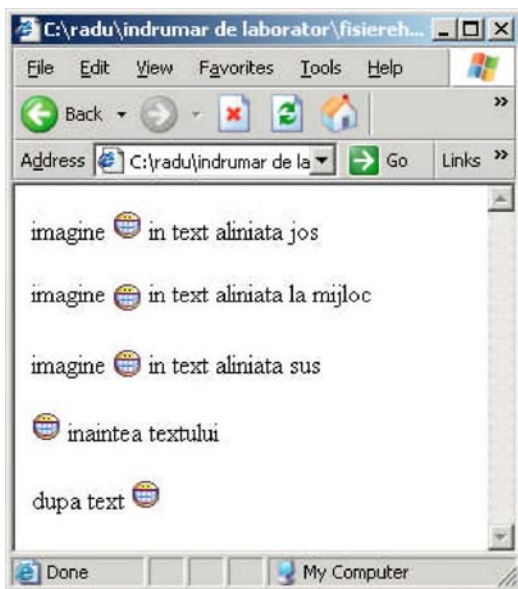 C:\radu\indrumar de laborator\fisiereh...
File Edit View Favorites Tools Help
Back
Address C:\radu\indrumar de la Go Links
imagine in text aliniata jos
imagine in text aliniata la mijloc
imagine in text aliniata sus
inaintea textului
dupa text
Done My Computer